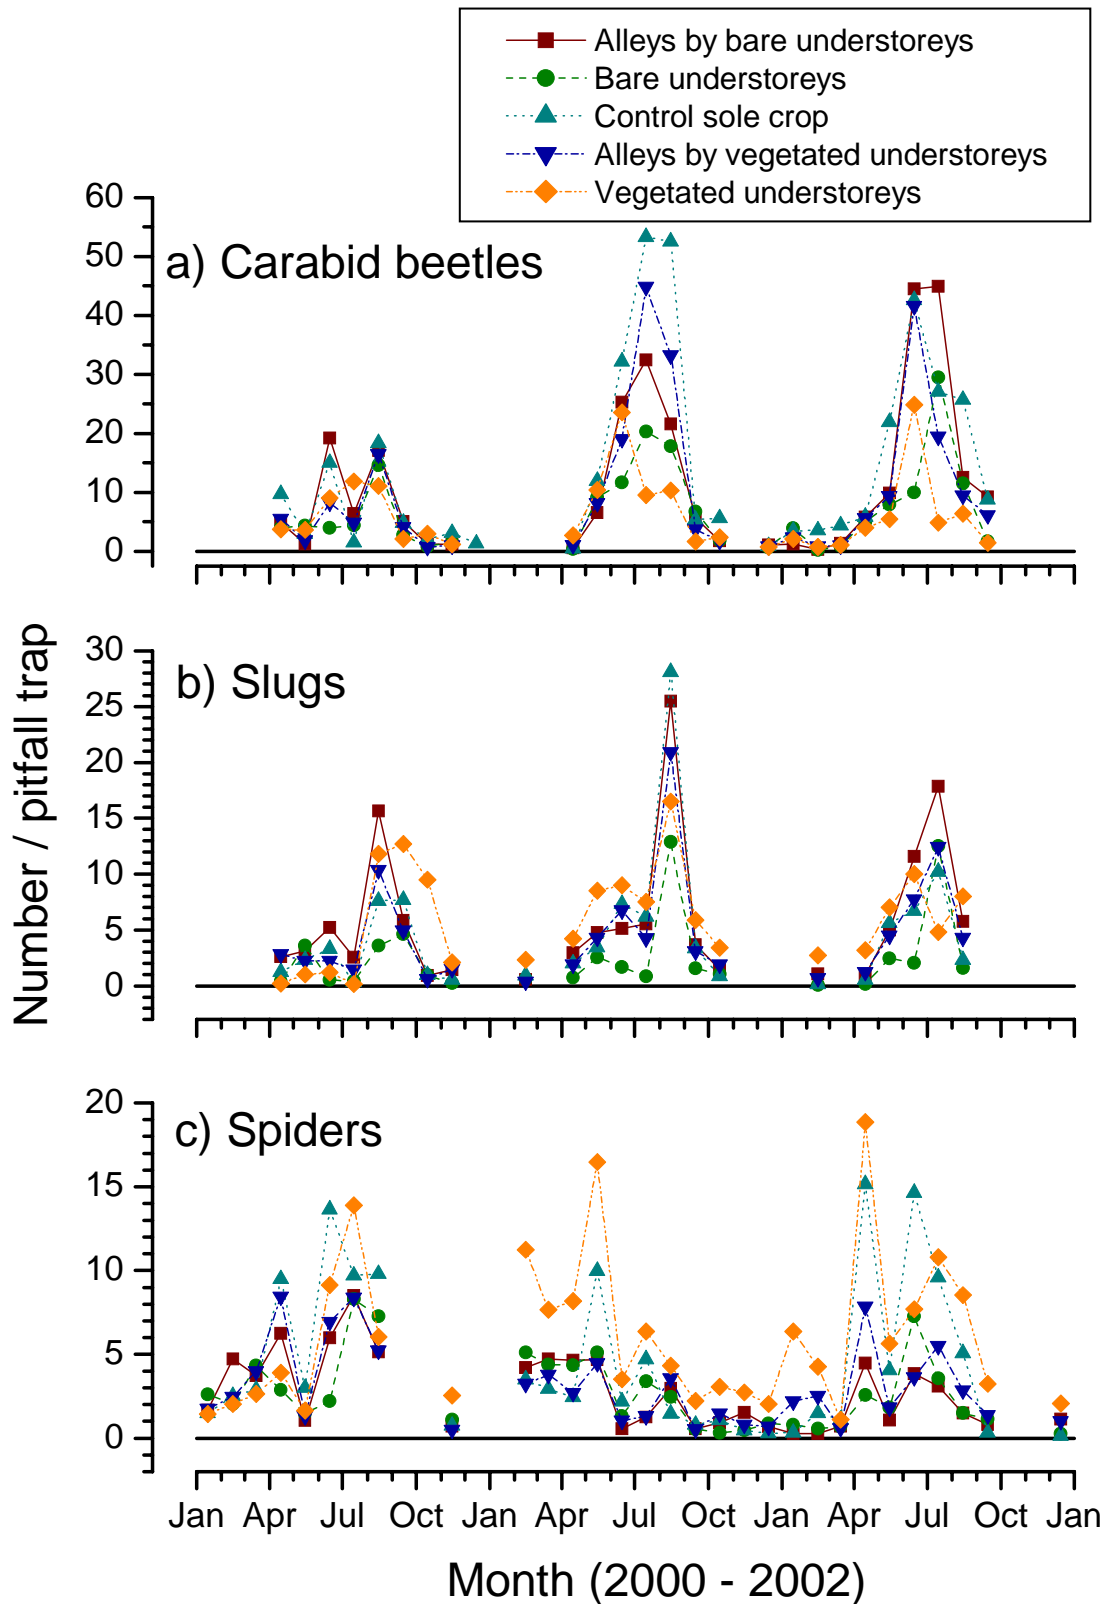 Alleys by bare understoreys
Bare understoreys
Control sole crop
Alleys by vegetated understoreys
Vegetated understoreys
60
50
40
30
20
10
0
a) Carabid beetles
Number / pitfall trap
30
25
20
15
10
5
0
b) Slugs
20
15
10
5
0
c) Spiders
Jan Apr Jul Oct Jan Apr Jul Oct Jan Apr Jul Oct Jan
Month (2000 - 2002)